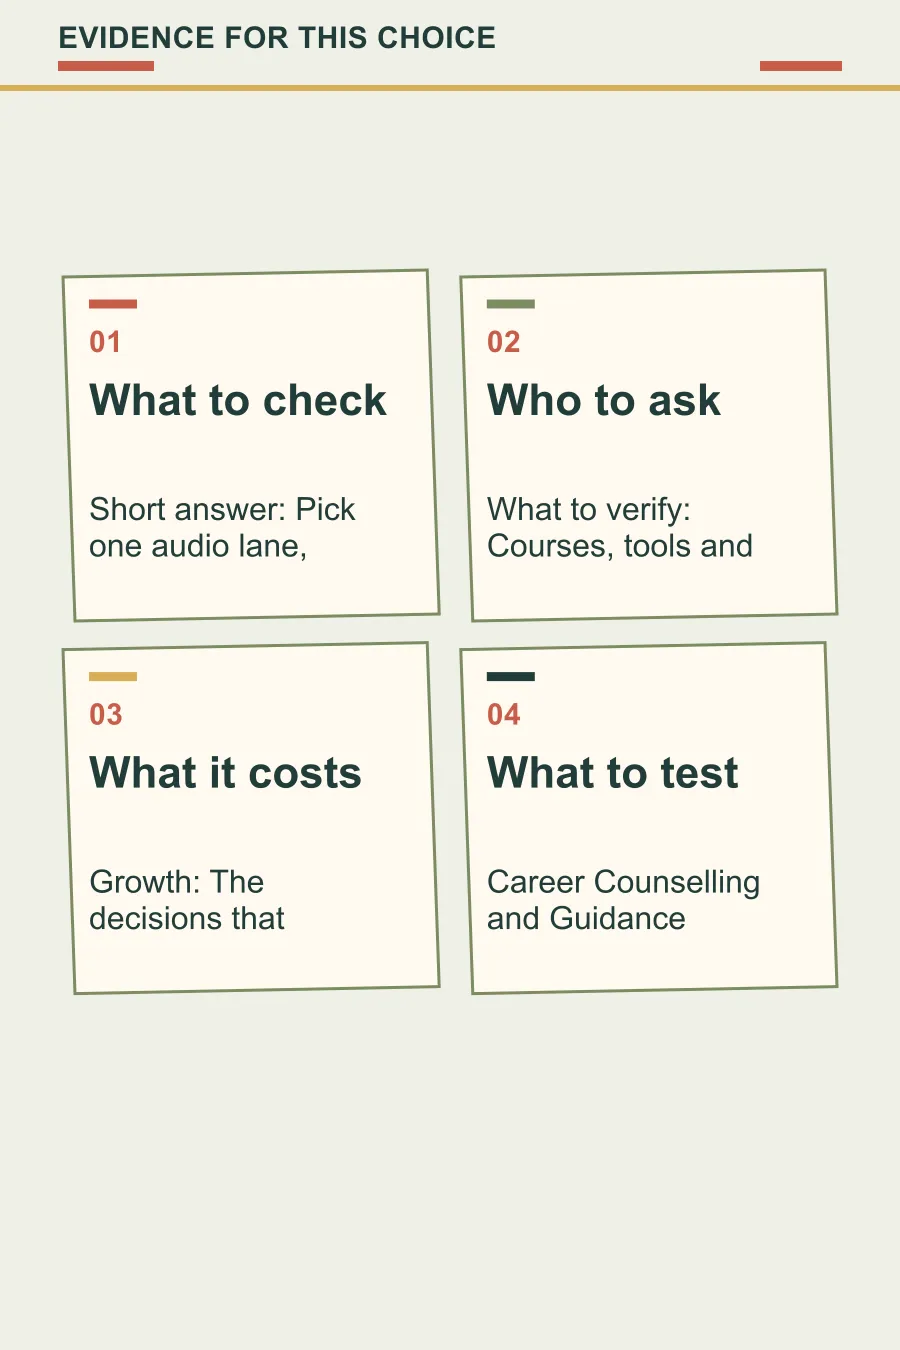 EVIDENCE FOR THIS CHOICE
01
What to check
Short answer: Pick
one audio lane,
02
Who to ask
What to verify:
Courses, tools and
03
What it costs
Growth: The
decisions that
04
What to test
Career Counselling
and Guidance